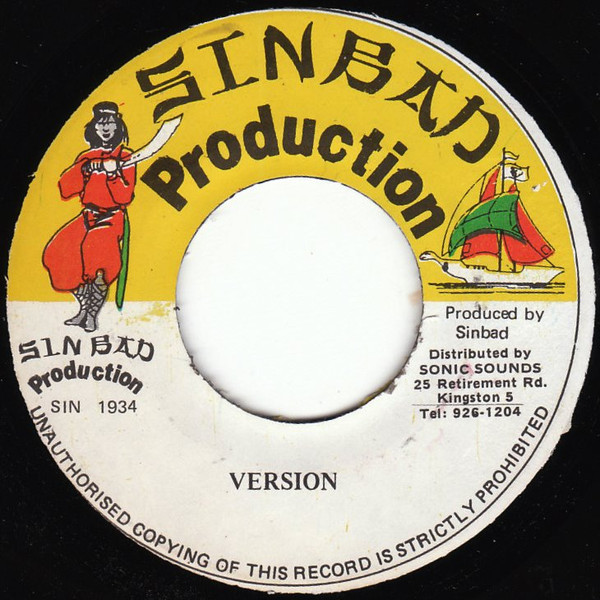 SINBAD
Production
SINBAD
Production
SIN 1934
Produced by
Sinbad
Distributed by
SONIC SOUNDS
25 Retirement Rd.
Kingston 5
Tel: 926-1204
VERSION
UNAUTHORISED COPYING OF THIS RECORD IS STRICTLY PROHIBITED